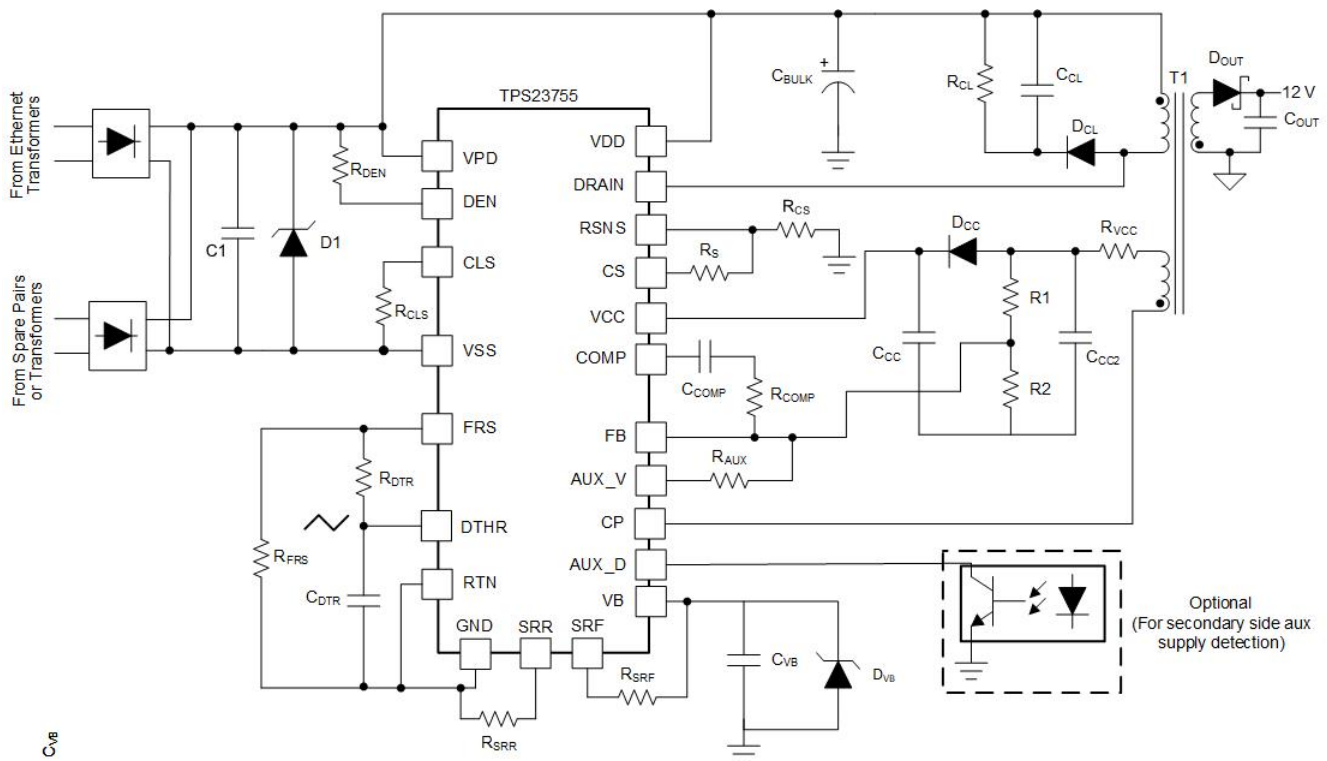 TPS23755
From Ethernet
Transformers
From Spare Pairs
or Transformers
C1
D1
RDEN
RCLS
VPD
DEN
CLS
VSS
FRS
DTHR
RTN
GND
SRR
SRF
VDD
DRAIN
RSNS
CS
VCC
COMP
FB
AUX_V
CP
AUX_D
VB
RDTR
RFRS
CDTR
RSRR
RSRF
CVB
DVB
CBULK
+
RCL
CCL
DCL
T1
DOUT
12 V
COUT
RCS
RS
DCC
RVCC
R1
R2
CCC
CCC2
CCOMP
RCOMP
RAUX
Optional
(For secondary side aux
supply detection)
CVB